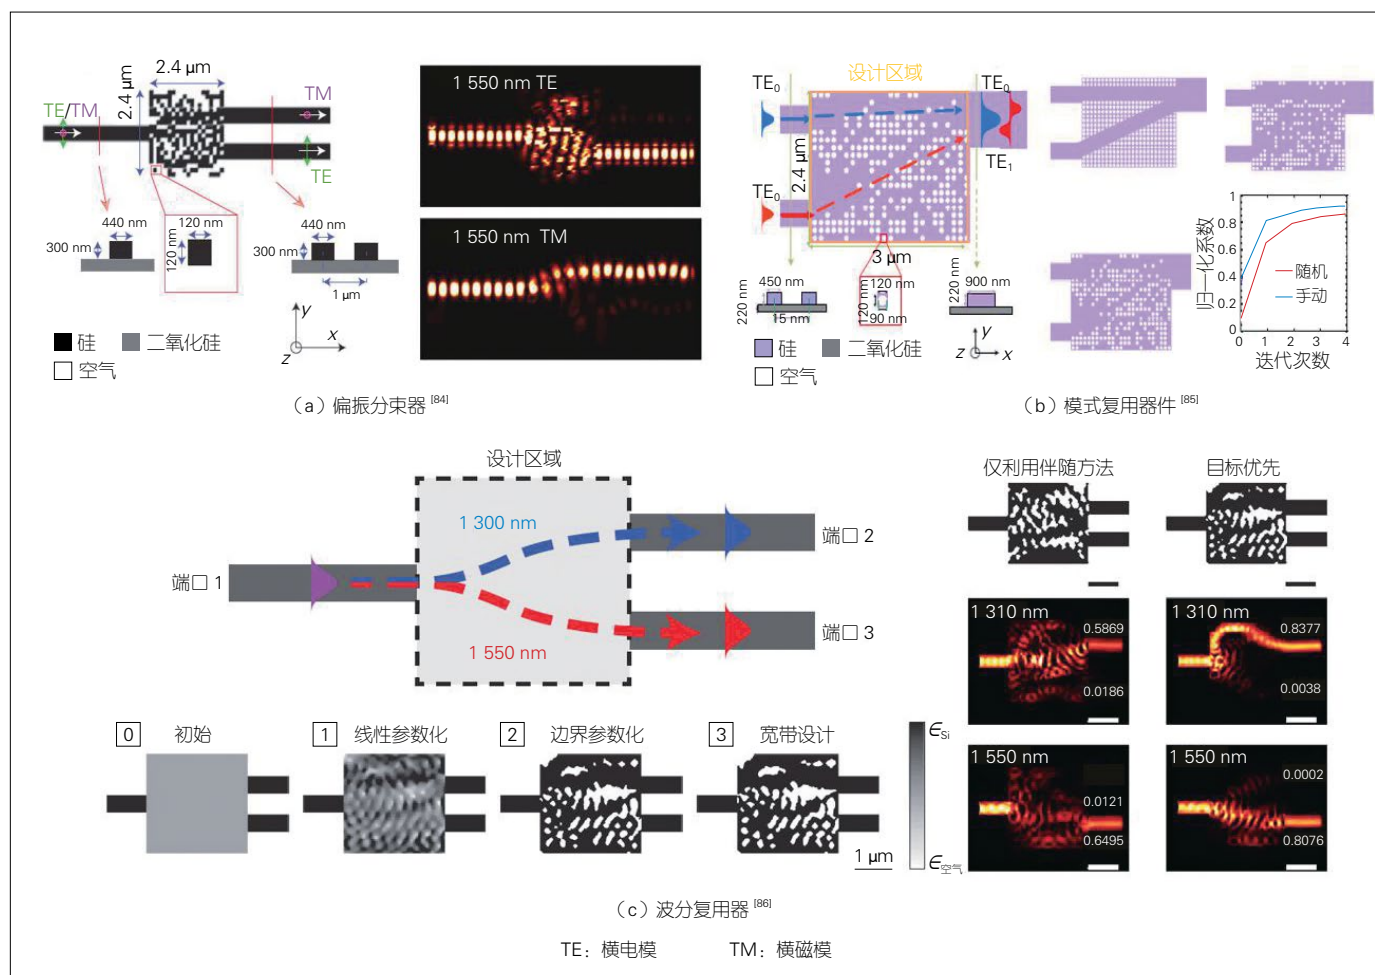 2.4 μm
2.4 μm
TE/TM
TM
TE
440 nm
120 nm
440 nm
300 nm
120 nm
300 nm
1 μm
y
x
z
硅
二氧化硅
空气
1 550 nm TE
1 550 nm TM
(a)偏振分束器 [84]
设计区域
TE0
TE0
2.4 μm
TE1
TE0
3 μm
450 nm
120 nm
900 nm
220 nm
120 nm
220 nm
15 nm
90 nm
y
z
x
硅
二氧化硅
空气
归一化系数
1
0.8
0.6
0.4
0.2
0
随机
手动
0 1 2 3 4
迭代次数
(b)模式复用器件 [85]
设计区域
1 300 nm
端口 2
端口 1
端口 3
1 550 nm
0 初始
1 线性参数化
2 边界参数化
3 宽带设计
1 μm
ϵSi
ϵ空气
仅利用伴随方法
目标优先
1 310 nm
0.5869
0.0186
1 310 nm
0.8377
0.0038
1 550 nm
0.0121
0.6495
1 550 nm
0.0002
0.8076
(c)波分复用器 [86]
TE：横电模 TM：横磁模